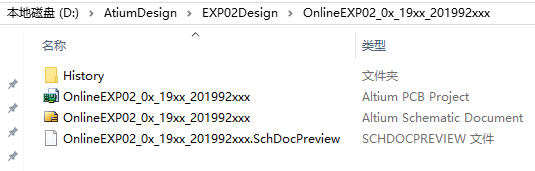 本地磁盘 (D:) › AtiumDesign › EXP02Design › OnlineEXP02_0x_19xx_201992xxx
名称 类型
History 文件夹
OnlineEXP02_0x_19xx_201992xxx Altium PCB Project
OnlineEXP02_0x_19xx_201992xxx Altium Schematic Document
OnlineEXP02_0x_19xx_201992xxx.SchDocPreview SCHDOCPREVIEW 文件